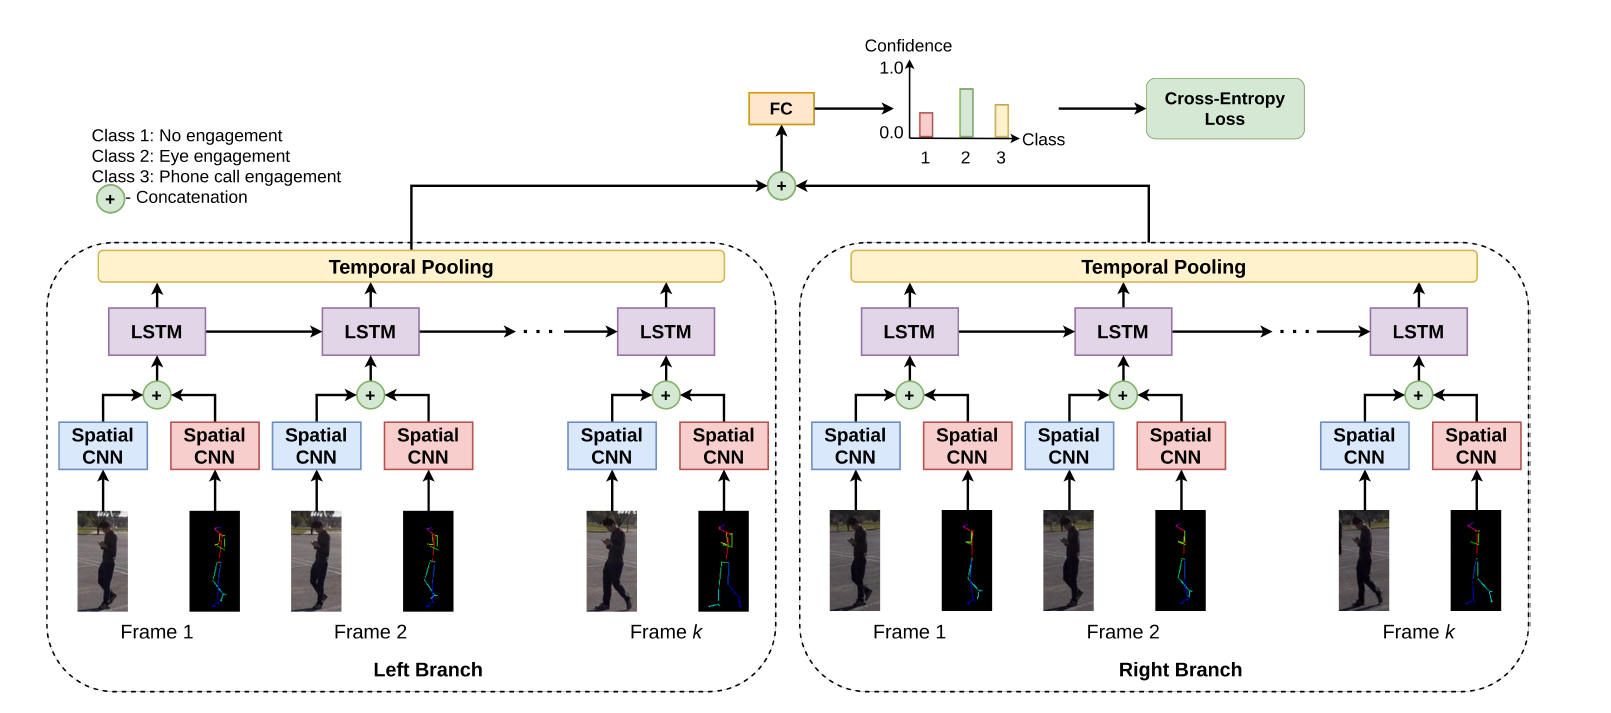 Confidence
1.0
0.0
1 2 3
Class
FC
Cross-Entropy
Loss
Class 1: No engagement
Class 2: Eye engagement
Class 3: Phone call engagement
+ - Concatenation
+
Temporal Pooling
LSTM LSTM . . . LSTM
+ + +
Spatial CNN Spatial CNN Spatial CNN Spatial CNN Spatial CNN Spatial CNN
Frame 1 Frame 2 Frame k
Left Branch
Temporal Pooling
LSTM LSTM . . . LSTM
+ + +
Spatial CNN Spatial CNN Spatial CNN Spatial CNN Spatial CNN Spatial CNN
Frame 1 Frame 2 Frame k
Right Branch